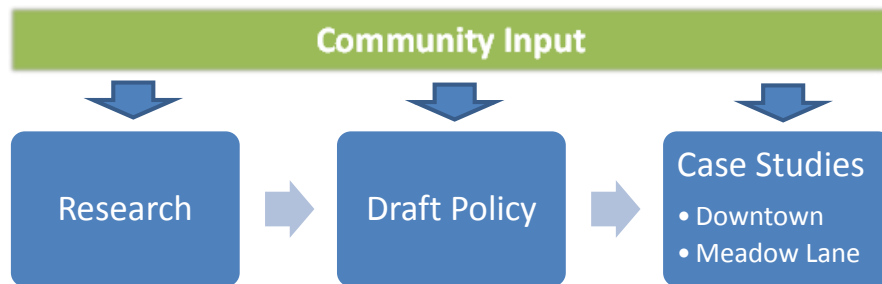 Community Input
Research
Draft Policy
Case Studies
• Downtown
• Meadow Lane